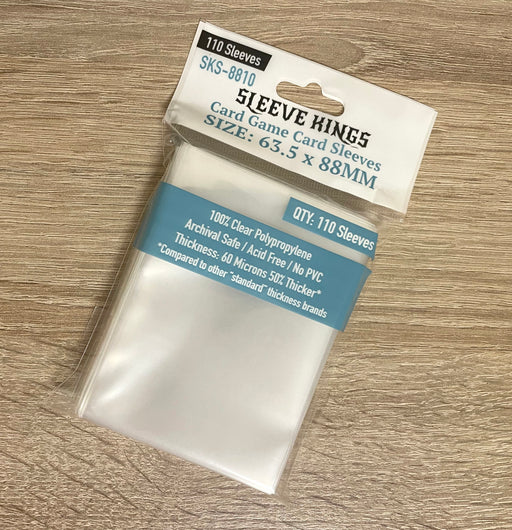 110 Sleeves
SKS-8810
SLEEVE KINGS
Card Game Card Sleeves
SIZE: 63.5 x 88MM
QTY: 110 Sleeves
100% Clear Polypropylene
Archival Safe / Acid Free / No PVC
Thickness: 60 Microns 50% Thicker*
*Compared to other "standard" thickness brands